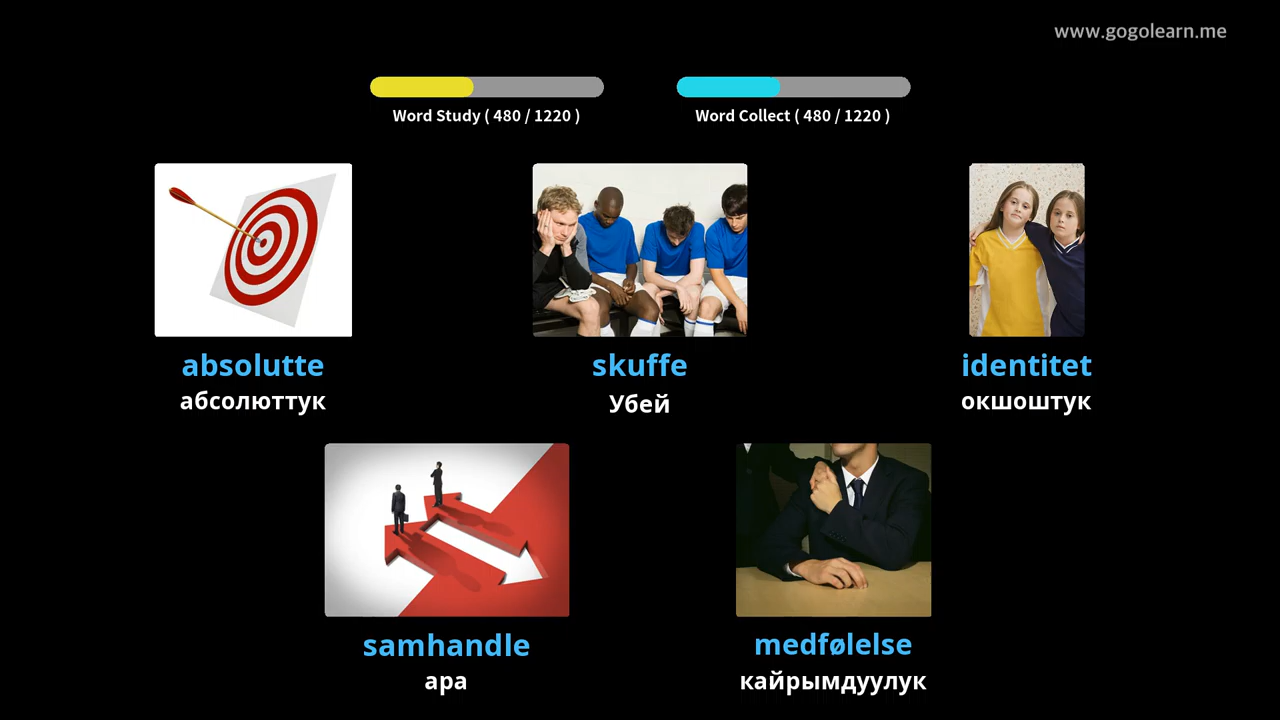 www.gogolearn.me
Word Study ( 480 / 1220 )
Word Collect ( 480 / 1220 )
absolutte
абсолюттук
skuffe
Убей
identitet
окшоштук
samhandle
ара
medfølelse
кайрымдуулук